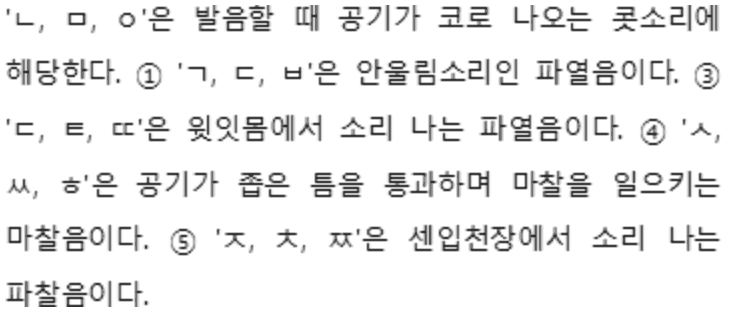 'ㄴ, ㅁ, ㅇ'은 발음할 때 공기가 코로 나오는 콧소리에
해당한다. ① 'ㄱ, ㄷ, ㅂ'은 안울림소리인 파열음이다. ③
'ㄷ, ㅌ, ㄸ'은 윗잇몸에서 소리 나는 파열음이다. ④ 'ㅅ,
ㅆ, ㅎ'은 공기가 좁은 틈을 통과하며 마찰을 일으키는
마찰음이다. ⑤ 'ㅈ, ㅊ, ㅉ'은 센입천장에서 소리 나는
파찰음이다.